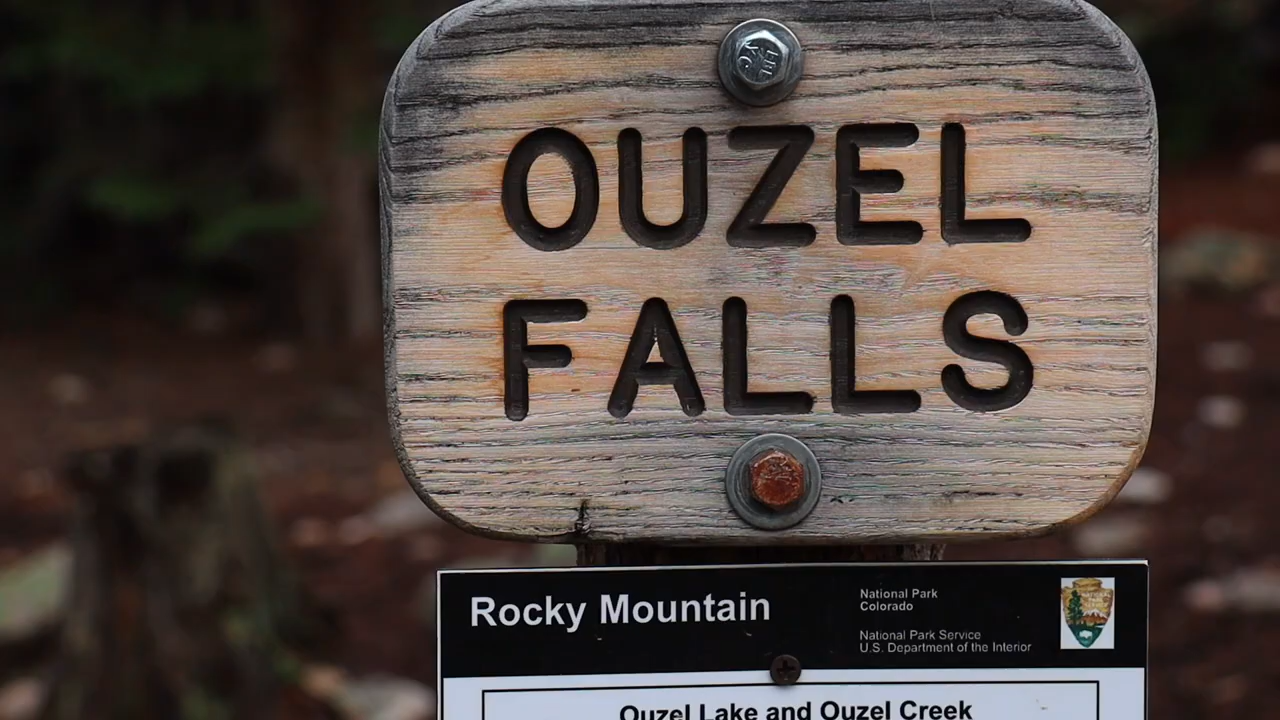 OUZEL
FALLS
Rocky Mountain
National Park
Colorado
National Park Service
U.S. Department of the Interior
Ouzel Lake and Ouzel Creek